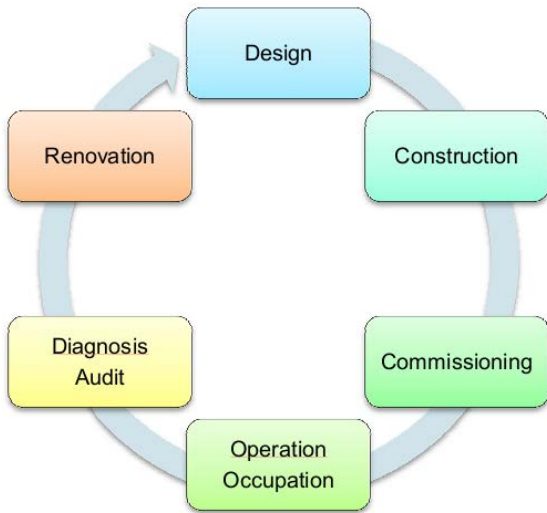 Design
Construction
Commissioning
Operation
Occupation
Diagnosis
Audit
Renovation